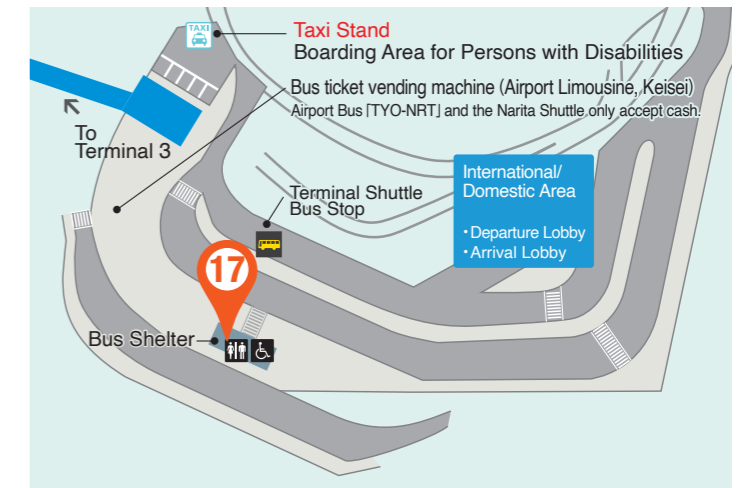 TAXI
Taxi Stand
Boarding Area for Persons with Disabilities
Bus ticket vending machine (Airport Limousine, Keisei)
Airport Bus「TYO-NRT」and the Narita Shuttle only accept cash.
To
Terminal 3
International/
Domestic Area
・Departure Lobby
・Arrival Lobby
Terminal Shuttle
Bus Stop
17
Bus Shelter